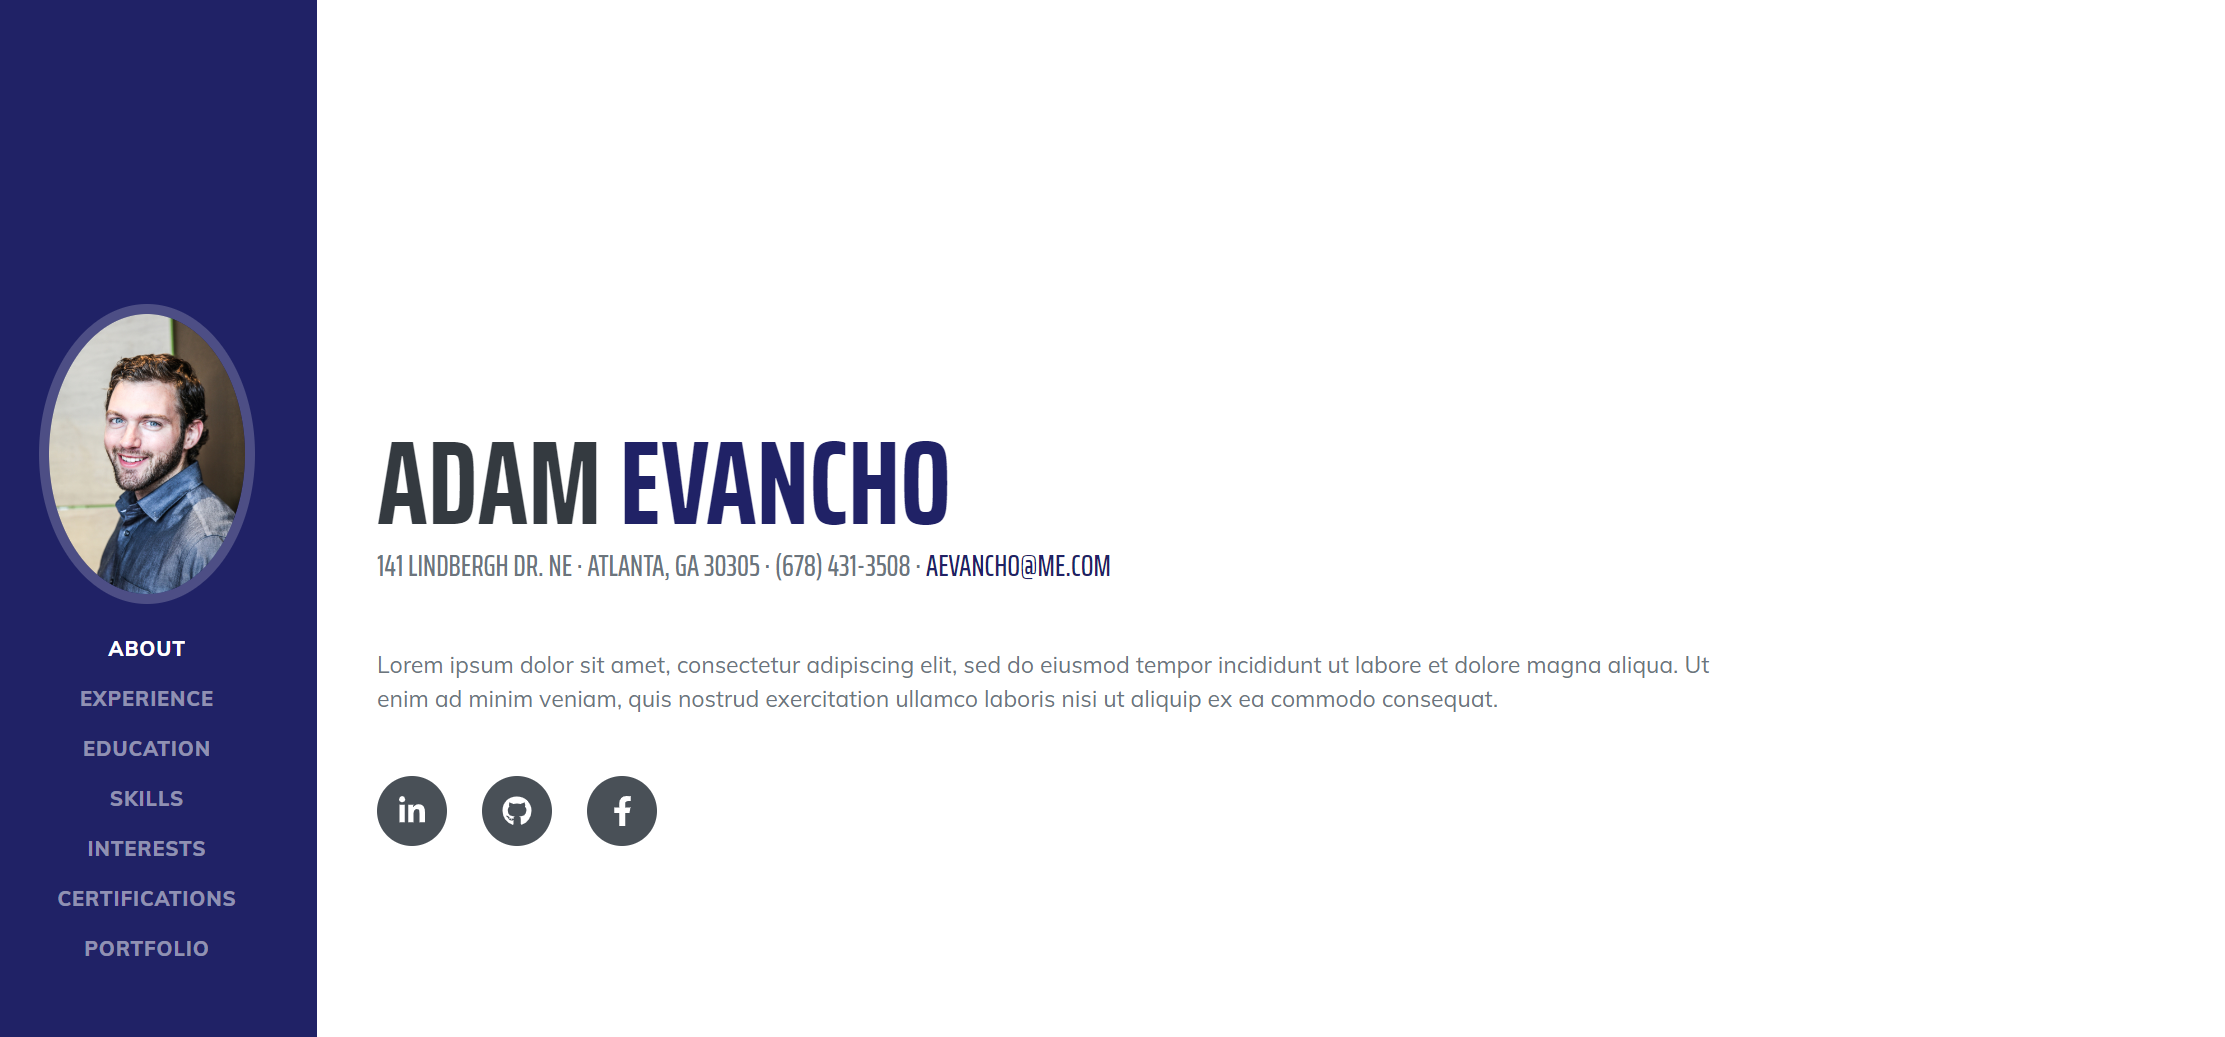 ABOUT
EXPERIENCE
EDUCATION
SKILLS
INTERESTS
CERTIFICATIONS
PORTFOLIO
ADAM EVANCHO
141 LINDBERGH DR. NE · ATLANTA, GA 30305 · (678) 431-3508 · AEVANCHO@ME.COM
Lorem ipsum dolor sit amet, consectetur adipiscing elit, sed do eiusmod tempor incididunt ut labore et dolore magna aliqua. Ut
enim ad minim veniam, quis nostrud exercitation ullamco laboris nisi ut aliquip ex ea commodo consequat.
in
f